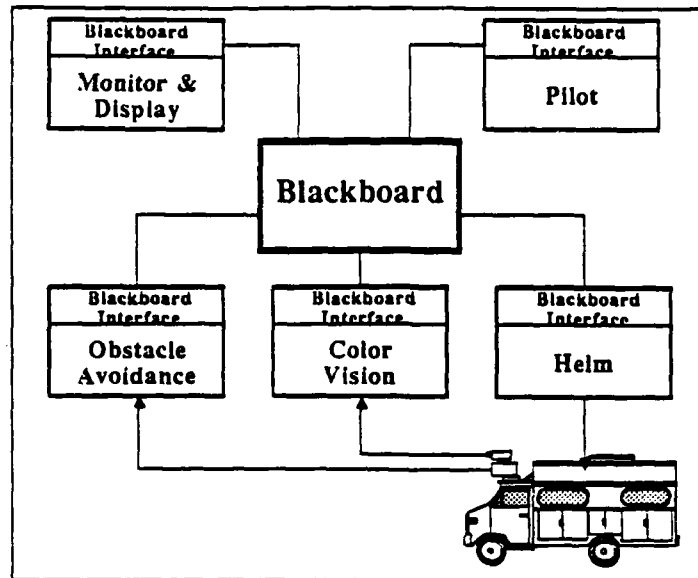 Blackboard
Interface
Monitor &
Display
Blackboard
Interface
Pilot
Blackboard
Blackboard
Interface
Obstacle
Avoidance
Blackboard
Interface
Color
Vision
Blackboard
Interface
Helm